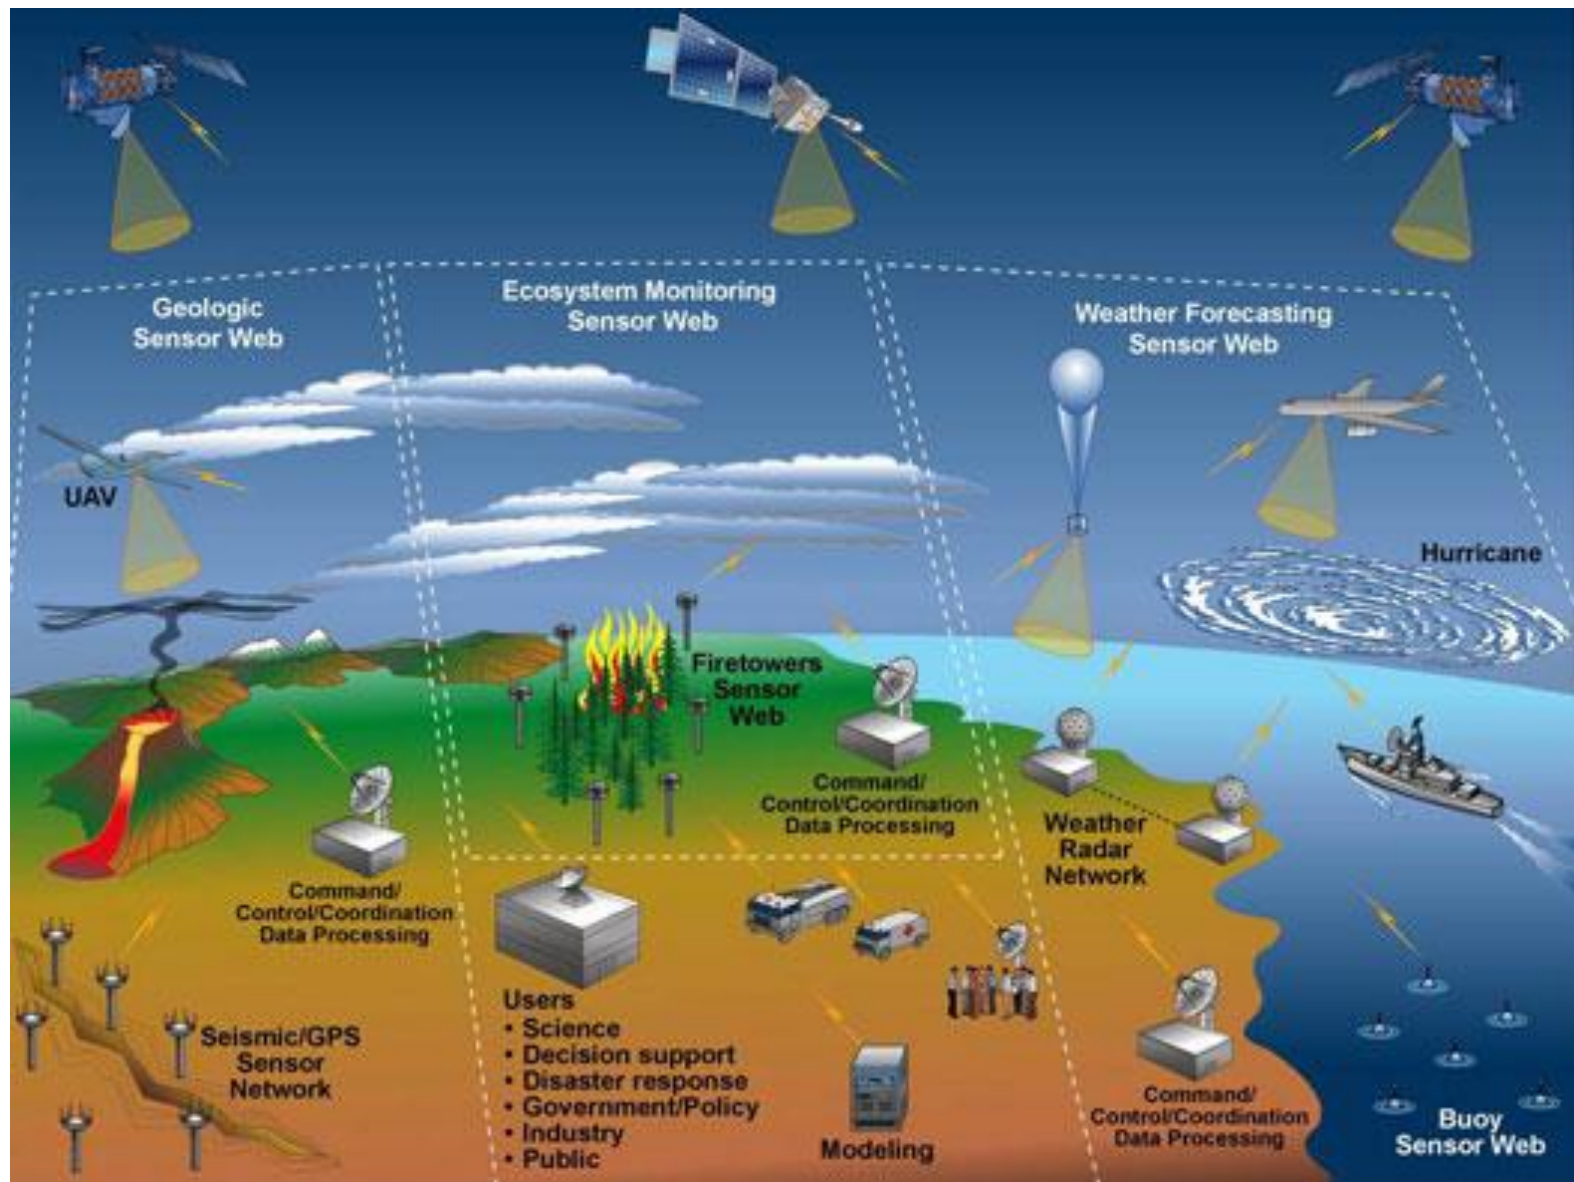 Geologic
Sensor Web
Ecosystem Monitoring
Sensor Web
Weather Forecasting
Sensor Web
UAV
Hurricane
Firetowers
Sensor
Web
Command/
Control/Coordination
Data Processing
Weather
Radar
Network
Command/
Control/Coordination
Data Processing
Seismic/GPS
Sensor
Network
Users
• Science
• Decision support
• Disaster response
• Government/Policy
• Industry
• Public
Modeling
Command/
Control/Coordination
Data Processing
Buoy
Sensor Web